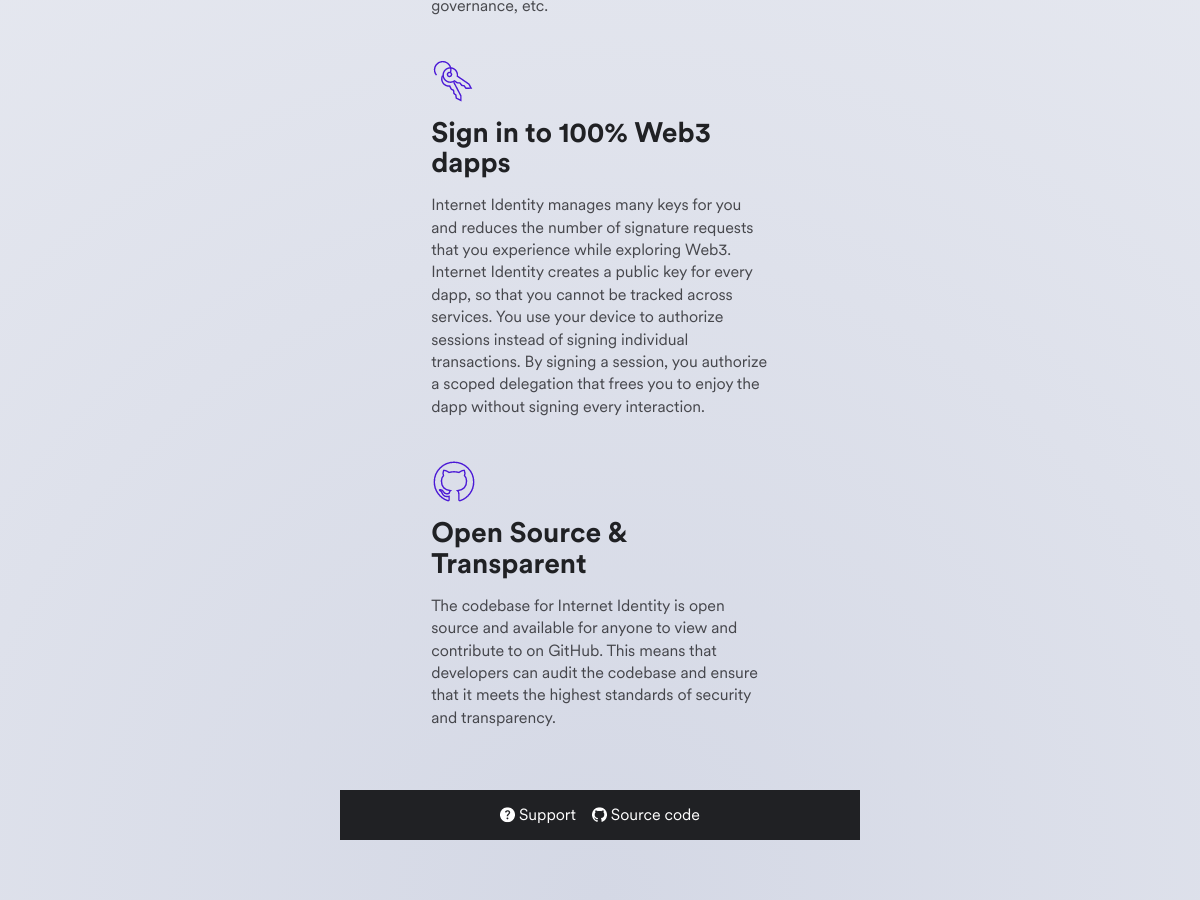 governance, etc.
Sign in to 100% Web3
dapps
Internet Identity manages many keys for you
and reduces the number of signature requests
that you experience while exploring Web3.
Internet Identity creates a public key for every
dapp, so that you cannot be tracked across
services. You use your device to authorize
sessions instead of signing individual
transactions. By signing a session, you authorize
a scoped delegation that frees you to enjoy the
dapp without signing every interaction.
Open Source &
Transparent
The codebase for Internet Identity is open
source and available for anyone to view and
contribute to on GitHub. This means that
developers can audit the codebase and ensure
that it meets the highest standards of security
and transparency.
Support Source code